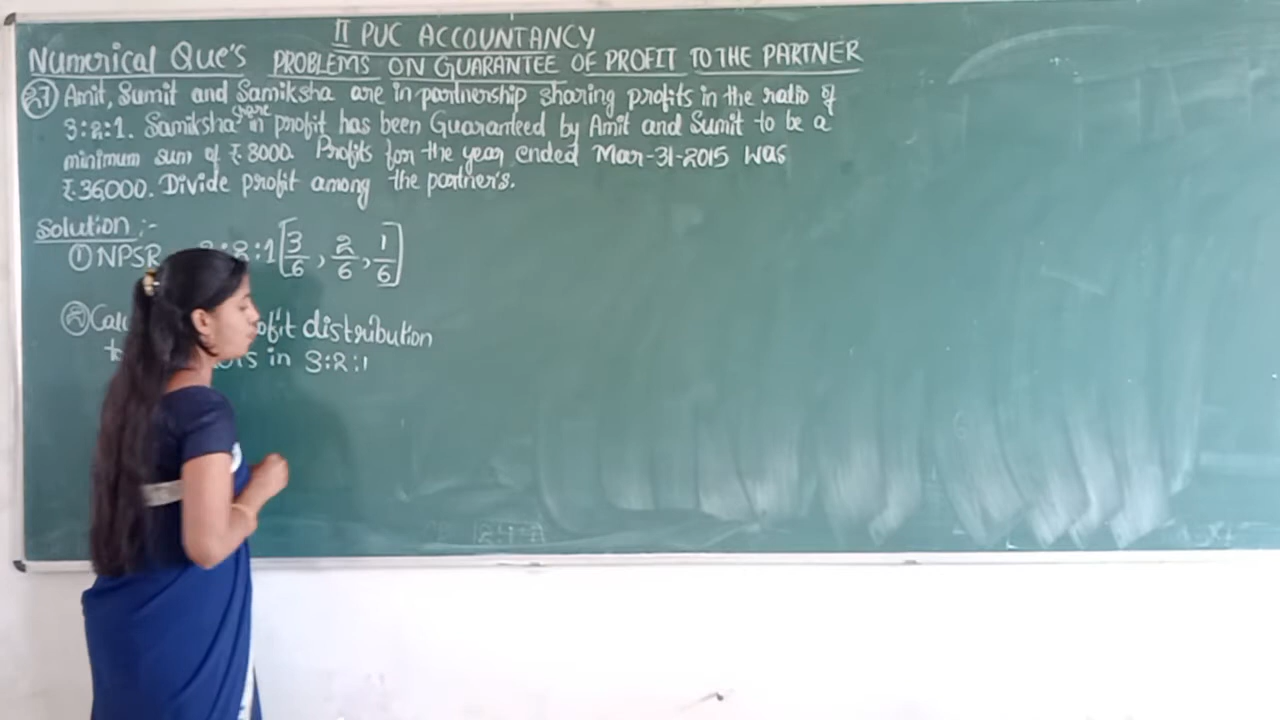 II PUC ACCOUNTANCY
Numerical Que's PROBLEMS ON GUARANTEE OF PROFIT TO THE PARTNER
27 Amit, Sumit and Samiksha are in partnership sharing profits in the ratio of
3:2:1. Samiksha share in profit has been Guaranteed by Amit and Sumit to be a
minimum sum of ₹.8000. Profits for the year ended Mar-31-2015 was
₹.36,000. Divide profit among the partner's.
Solution :-
① NPSR :2:1 [3/6, 2/6, 1/6]
② distribution
in 3:2:1